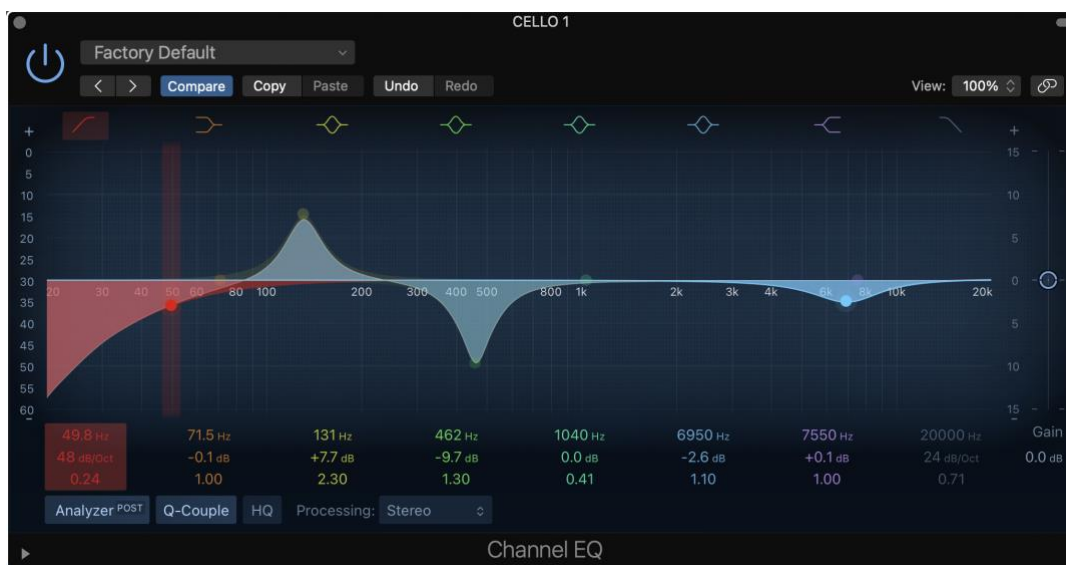 CELLO 1
Factory Default
Compare Copy Paste Undo Redo View: 100%
+ +
0 15
5
10
15
20 5
25
30 0
20 30 40 50 60 80 100 200 300 400 500 800 1k 2k 3k 4k 6k 8k 10k 20k
35
40 5
45
50 10
55
60 15
- -
49.8 Hz 71.5 Hz 131 Hz 462 Hz 1040 Hz 6950 Hz 7550 Hz 20000 Hz Gain
48 dB/Oct -0.1 dB +7.7 dB -9.7 dB 0.0 dB -2.6 dB +0.1 dB 24 dB/Oct 0.0 dB
0.24 1.00 2.30 1.30 0.41 1.10 1.00 0.71
Analyzer POST Q-Couple HQ Processing: Stereo
Channel EQ